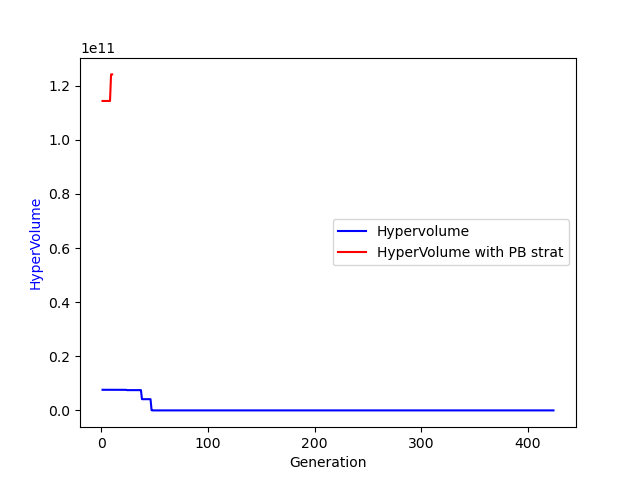 1e11
1.2
1.0
0.8
0.6
0.4
0.2
0.0
HyperVolume
Hypervolume
HyperVolume with PB strat
0 100 200 300 400
Generation